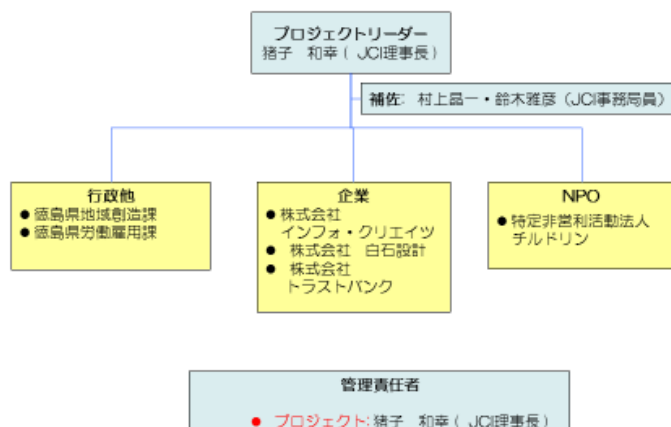 プロジェクトリーダー
猪子　和幸（ JCI理事長）
補佐:　村上晶一・鈴木雅彦（JCI事務局員）
行政他
● 徳島県地域創造課
● 徳島県労働雇用課
企業
● 株式会社
インフォ・クリエイツ
●　株式会社　白石設計
●　株式会社
トラストバンク
NPO
● 特定非営利活動法人
チルドリン
管理責任者
●　プロジェクト:猪子　和幸（ JCI理事長）